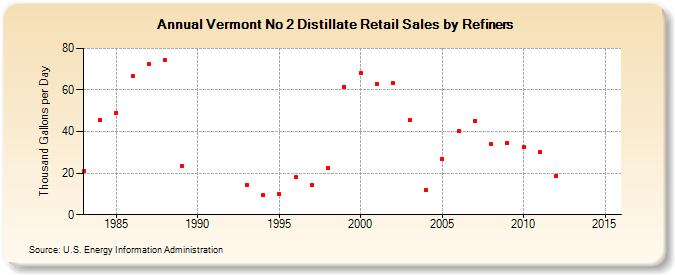 Annual Vermont No 2 Distillate Retail Sales by Refiners
Thousand Gallons per Day
80
60
40
20
0
1985 1990 1995 2000 2005 2010 2015
Source: U.S. Energy Information Administration